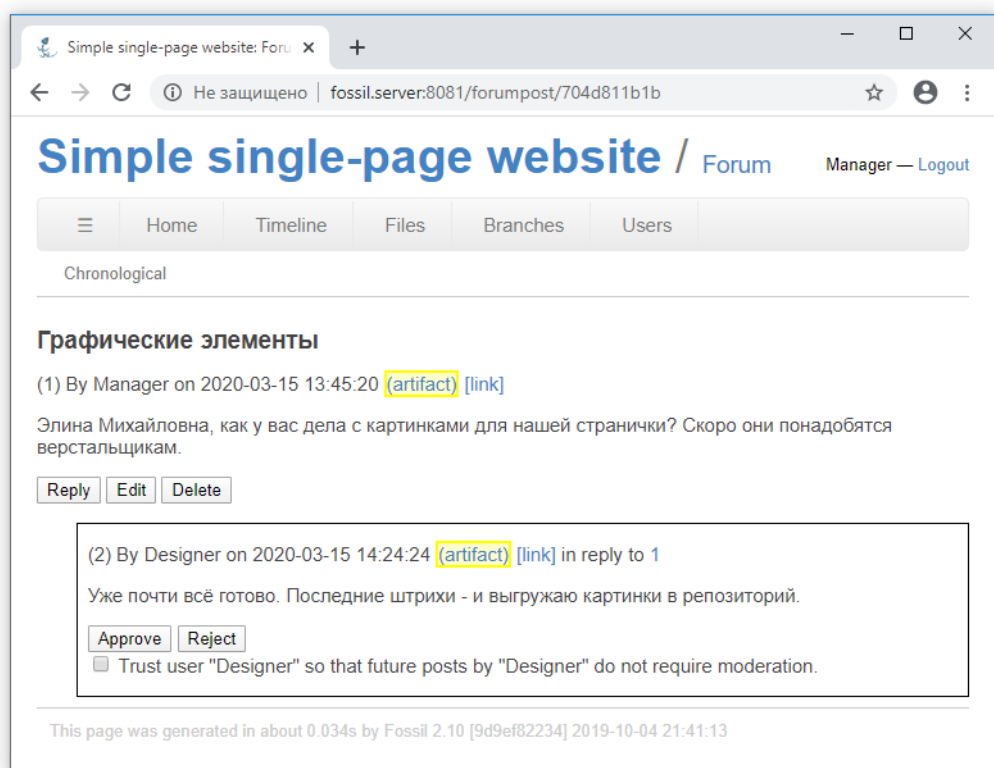 Simple single-page website: Foru
Не защищено | fossil.server:8081/forumpost/704d811b1b
Simple single-page website / Forum Manager — Logout
☰ Home Timeline Files Branches Users
Chronological
Графические элементы
(1) By Manager on 2020-03-15 13:45:20 (artifact) [link]
Элина Михайловна, как у вас дела с картинками для нашей странички? Скоро они понадобятся
верстальщикам.
Reply Edit Delete
(2) By Designer on 2020-03-15 14:24:24 (artifact) [link] in reply to 1
Уже почти всё готово. Последние штрихи - и выгружаю картинки в репозиторий.
Approve Reject
Trust user "Designer" so that future posts by "Designer" do not require moderation.
This page was generated in about 0.034s by Fossil 2.10 [9d9ef82234] 2019-10-04 21:41:13